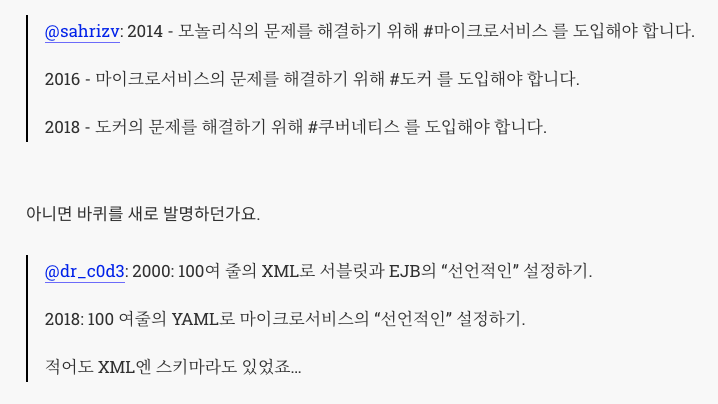 @sahrizv: 2014 - 모놀리식의 문제를 해결하기 위해 #마이크로서비스 를 도입해야 합니다.
2016 - 마이크로서비스의 문제를 해결하기 위해 #도커 를 도입해야 합니다.
2018 - 도커의 문제를 해결하기 위해 #쿠버네티스 를 도입해야 합니다.
아니면 바퀴를 새로 발명하던가요.
@dr_c0d3: 2000: 100여 줄의 XML로 서블릿과 EJB의 “선언적인” 설정하기.
2018: 100 여줄의 YAML로 마이크로서비스의 “선언적인” 설정하기.
적어도 XML엔 스키마라도 있었죠...